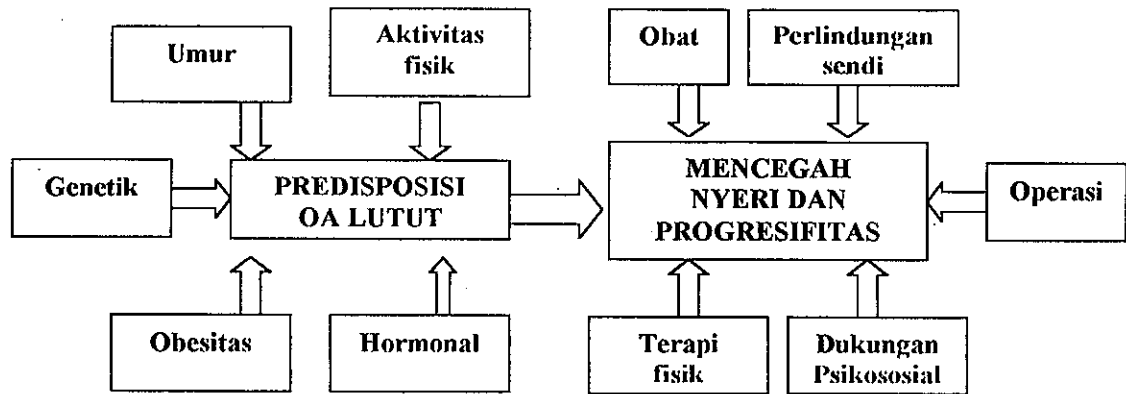 Umur
Aktivitas
fisik
Obat
Perlindungan
sendi
Genetik
PREDISPOSISI
OA LUTUT
MENCEGAH
NYERI DAN
PROGRESIFITAS
Operasi
Obesitas
Hormonal
Terapi
fisik
Dukungan
Psikososial